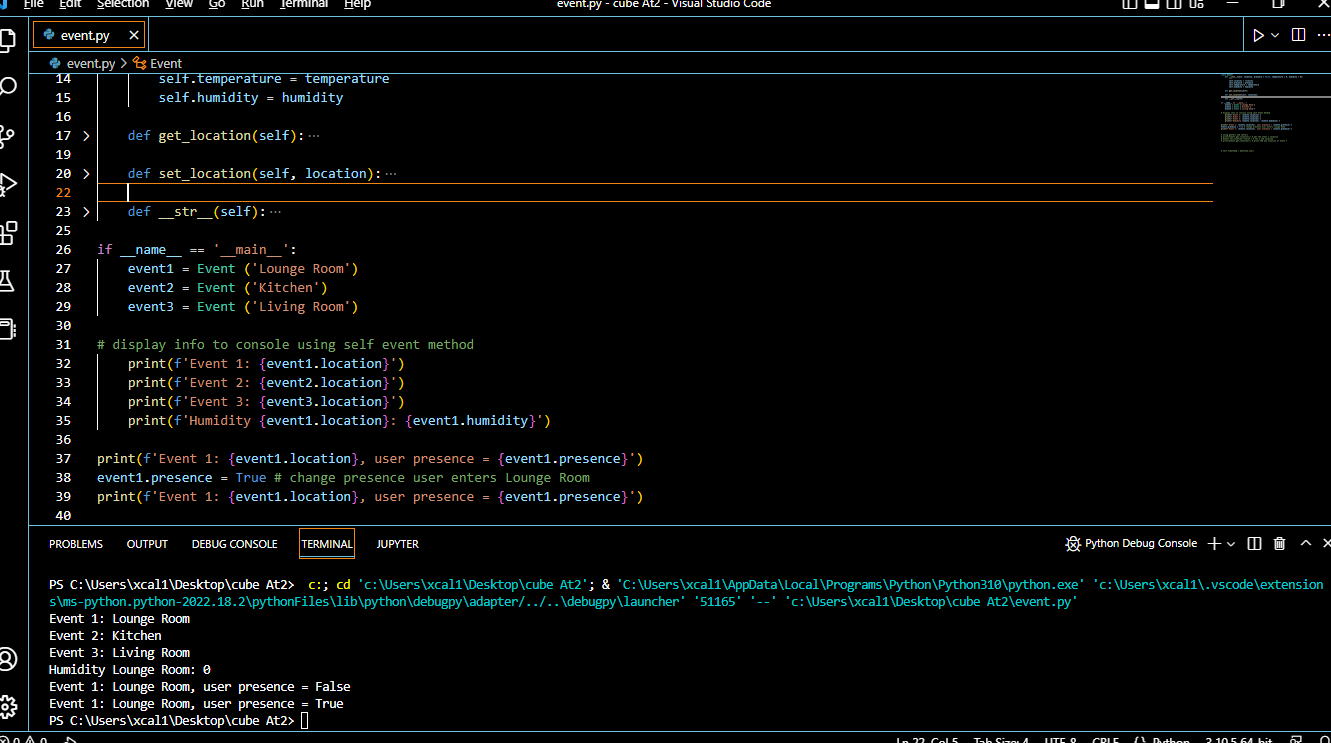 File Edit Selection View Go Run Terminal Help event.py - cube At2 - Visual Studio Code
event.py
event.py > Event
14 self.temperature = temperature
15 self.humidity = humidity
16
17 def get_location(self):···
19
20 def set_location(self, location):···
22
23 def __str__(self):···
25
26 if __name__ == '__main__':
27 event1 = Event ('Lounge Room')
28 event2 = Event ('Kitchen')
29 event3 = Event ('Living Room')
30
31 # display info to console using self event method
32 print(f'Event 1: {event1.location}')
33 print(f'Event 2: {event2.location}')
34 print(f'Event 3: {event3.location}')
35 print(f'Humidity {event1.location}: {event1.humidity}')
36
37 print(f'Event 1: {event1.location}, user presence = {event1.presence}')
38 event1.presence = True # change presence user enters Lounge Room
39 print(f'Event 1: {event1.location}, user presence = {event1.presence}')
40
PROBLEMS OUTPUT DEBUG CONSOLE TERMINAL JUPYTER Python Debug Console
PS C:\Users\xcal1\Desktop\cube At2> c:; cd 'c:\Users\xcal1\Desktop\cube At2'; & 'C:\Users\xcal1\AppData\Local\Programs\Python\Python310\python.exe' 'c:\Users\xcal1\.vscode\extension
s\ms-python.python-2022.18.2\pythonFiles\lib\python\debugpy\adapter/../..\debugpy\launcher' '51165' '--' 'c:\Users\xcal1\Desktop\cube At2\event.py'
Event 1: Lounge Room
Event 2: Kitchen
Event 3: Living Room
Humidity Lounge Room: 0
Event 1: Lounge Room, user presence = False
Event 1: Lounge Room, user presence = True
PS C:\Users\xcal1\Desktop\cube At2>
0 0 Ln 22, Col 5 Tab Size: 4 UTF-8 CRLF {} Python 3.10.5 64-bit